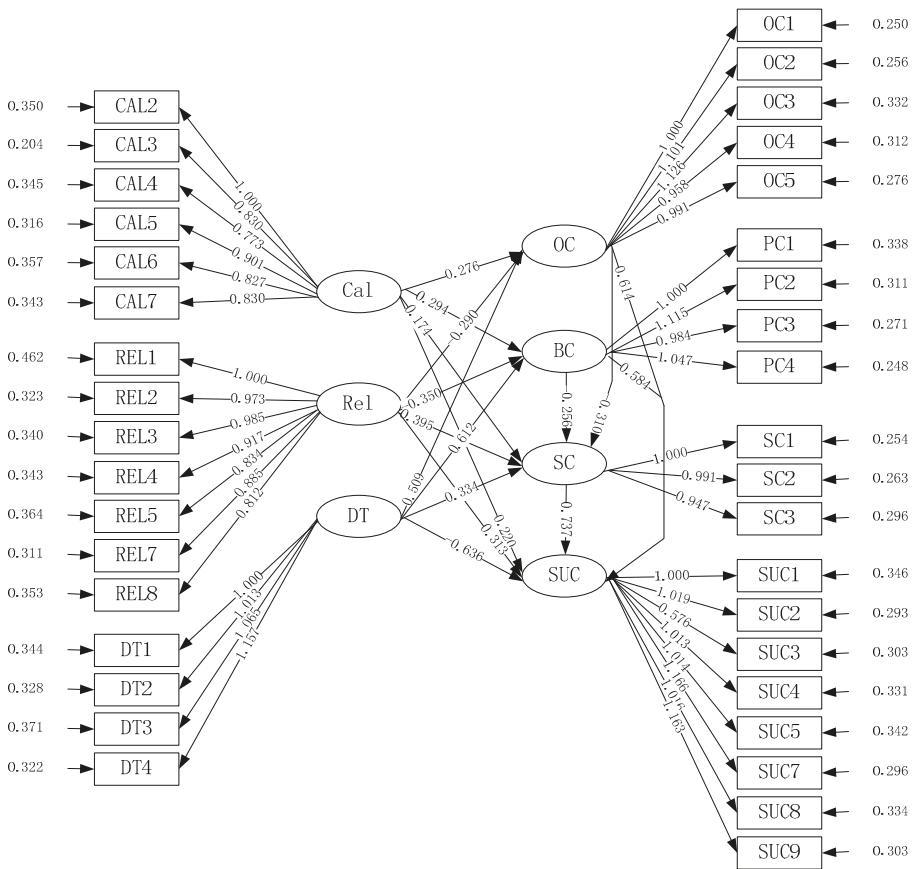 0.350 CAL2
0.204 CAL3
0.345 CAL4
0.316 CAL5
0.357 CAL6
0.343 CAL7
0.462 REL1
0.323 REL2
0.340 REL3
0.343 REL4
0.364 REL5
0.311 REL7
0.353 REL8
0.344 DT1
0.328 DT2
0.371 DT3
0.322 DT4
1.000
0.830
0.773
0.901
0.827
0.830
1.000
0.973
0.985
0.917
0.834
0.885
0.812
1.000
1.013
1.065
1.157
Cal
Rel
DT
0.276
0.294
0.174
0.290
0.350
0.395
0.612
0.509
0.334
0.220
0.313
0.636
OC
BC
SC
SUC
0.256
0.310
0.737
0.614
0.584
1.000
1.101
1.126
0.958
0.991
1.000
1.115
0.984
1.047
1.000
0.991
0.947
1.000
1.019
0.576
1.013
1.014
1.166
1.016
1.163
OC1 0.250
OC2 0.256
OC3 0.332
OC4 0.312
OC5 0.276
PC1 0.338
PC2 0.311
PC3 0.271
PC4 0.248
SC1 0.254
SC2 0.263
SC3 0.296
SUC1 0.346
SUC2 0.293
SUC3 0.303
SUC4 0.331
SUC5 0.342
SUC7 0.296
SUC8 0.334
SUC9 0.303